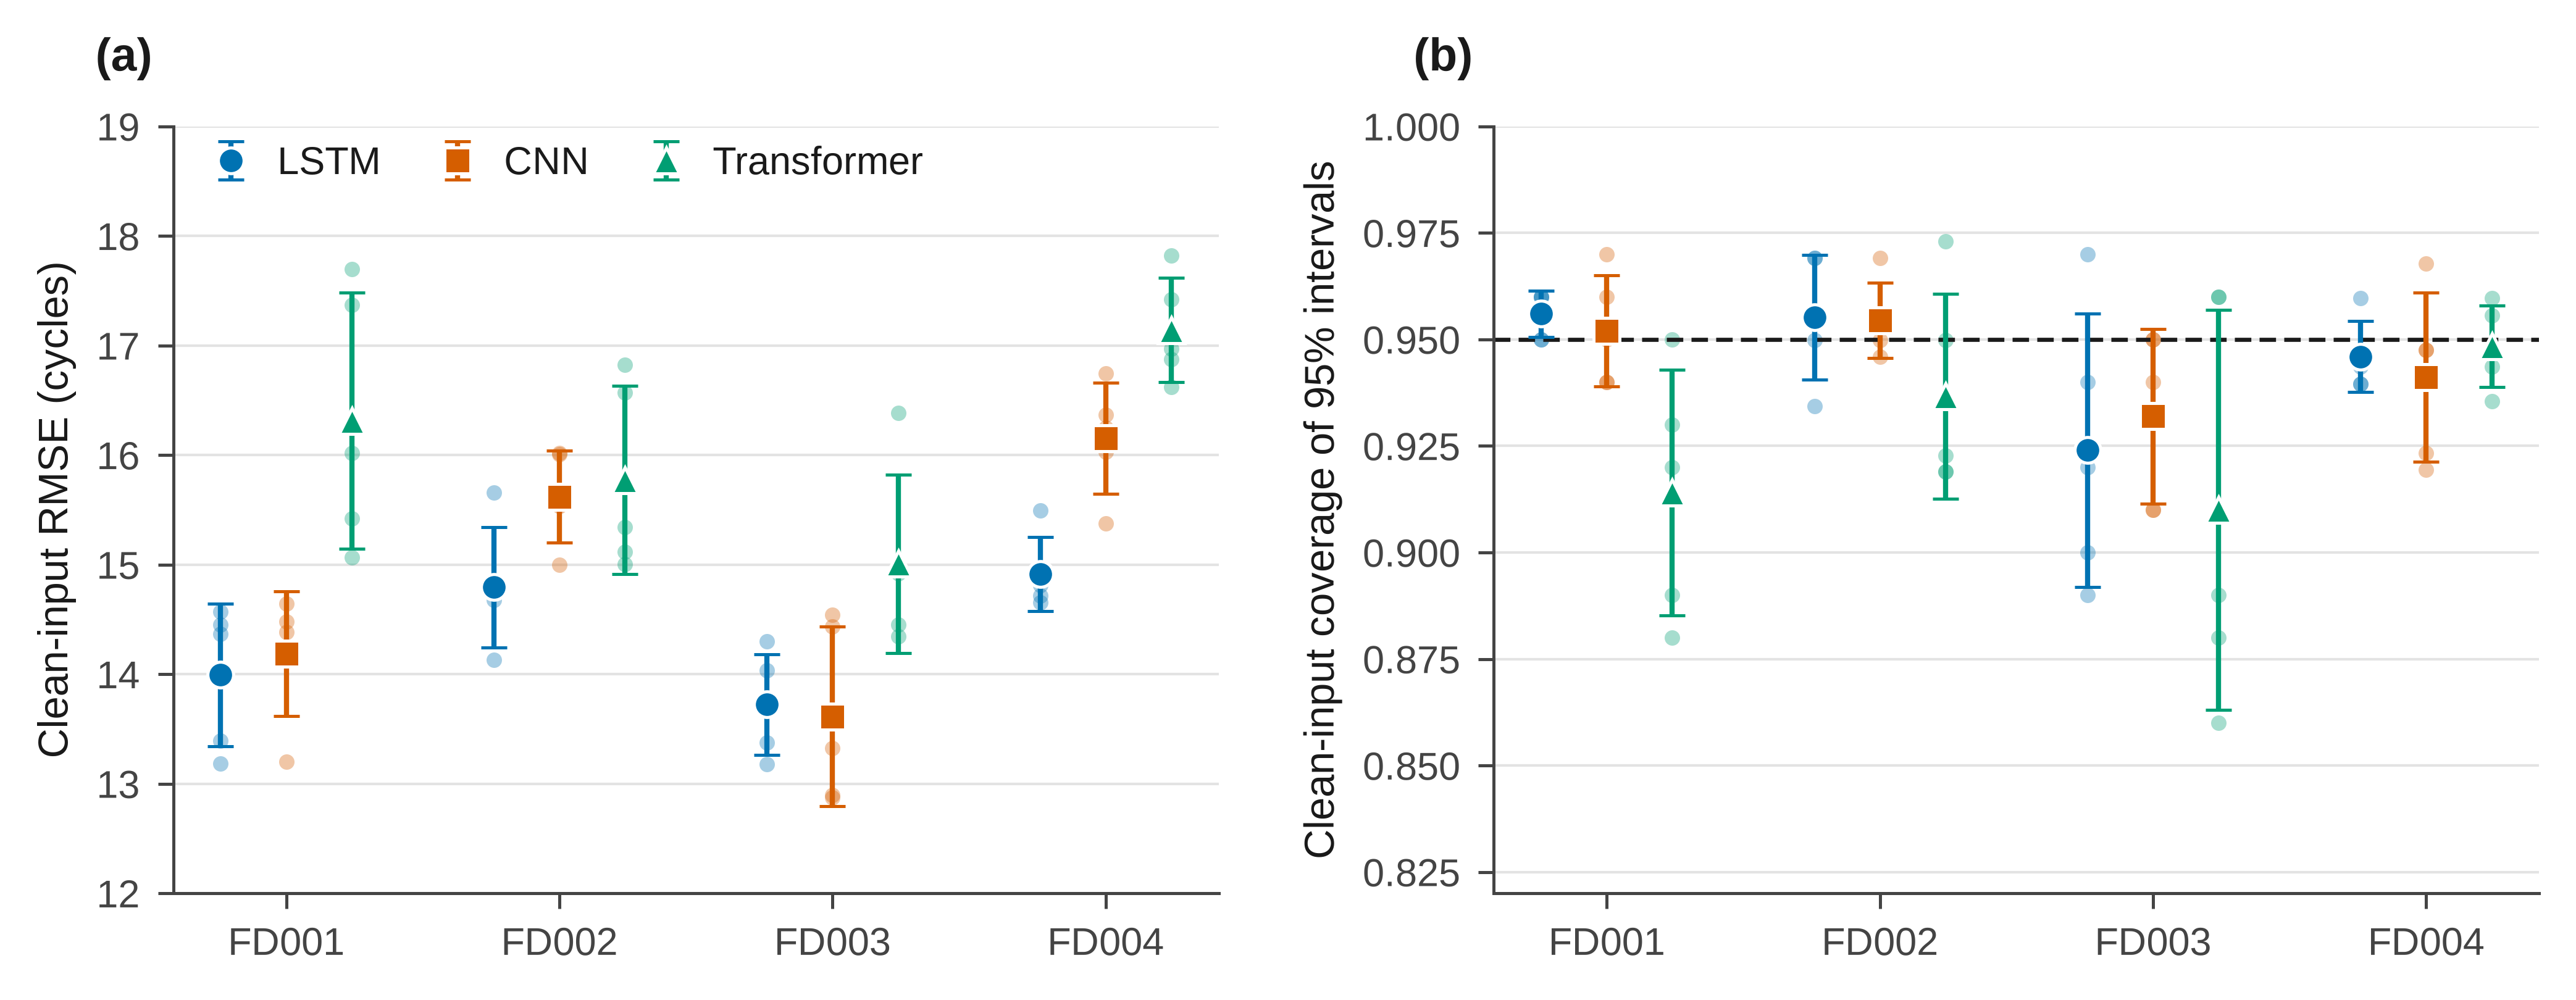 (a)
Clean-input RMSE (cycles)
19
18
17
16
15
14
13
12
LSTM
CNN
Transformer
FD001
FD002
FD003
FD004
(b)
Clean-input coverage of 95% intervals
1.000
0.975
0.950
0.925
0.900
0.875
0.850
0.825
FD001
FD002
FD003
FD004